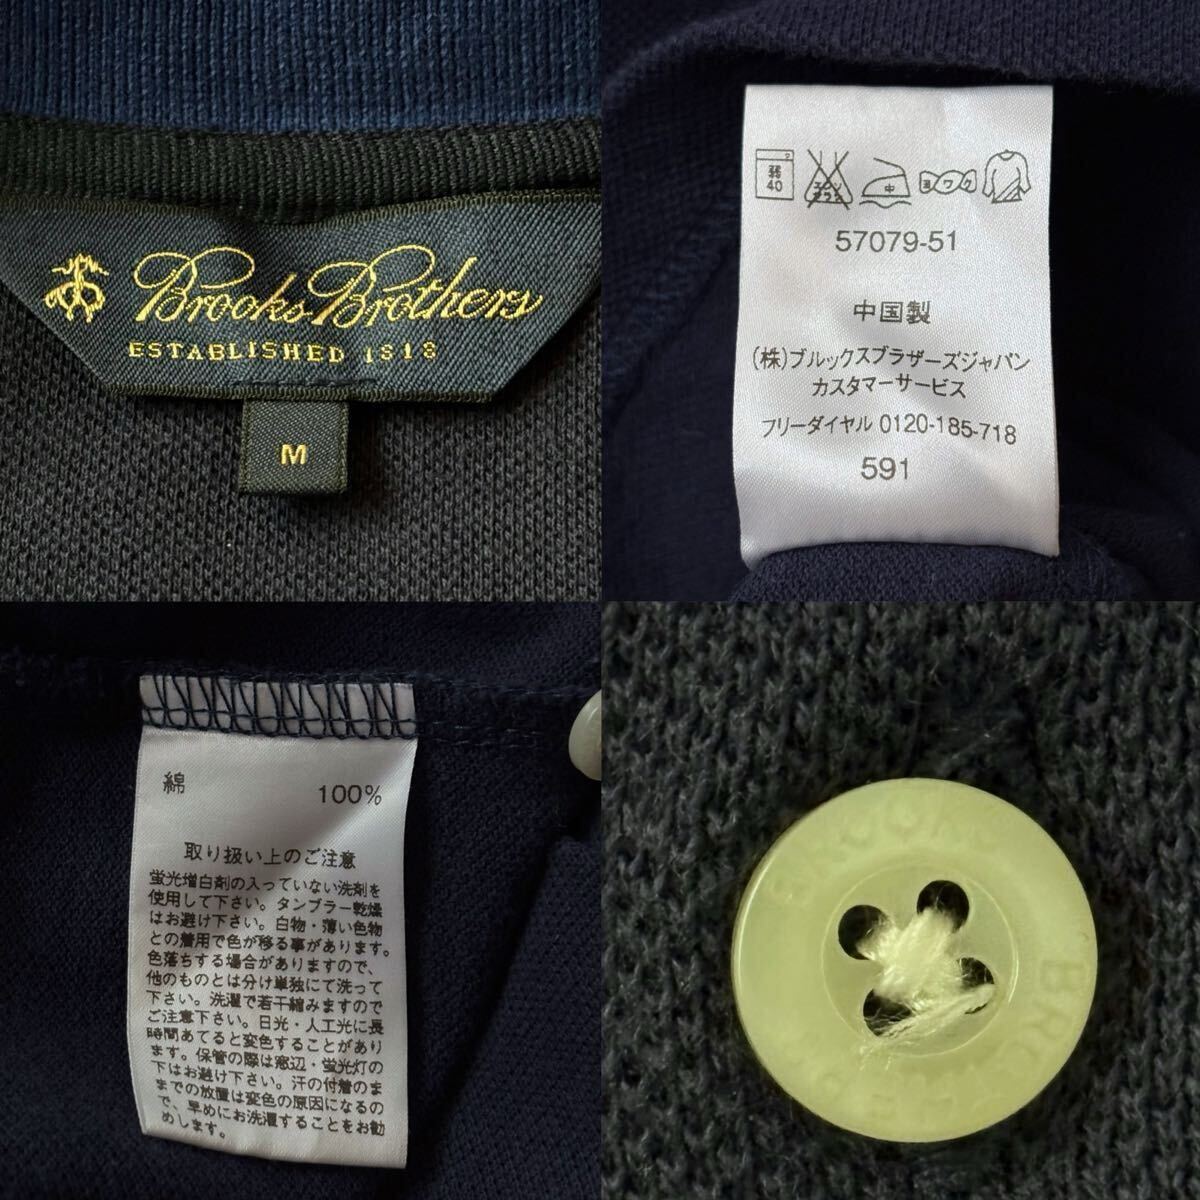 Brooks Brothers
ESTABLISHED 1818
M
弱
40
エンソ
サラシ
中
ヨワク
57079-51
中国製
(株)ブルックスブラザーズジャパン
カスタマーサービス
フリーダイヤル 0120-185-718
591
綿 100%
取り扱い上のご注意
蛍光増白剤の入っていない洗剤を
使用して下さい。タンブラー乾燥
はお避け下さい。白物・薄い色物
との着用で色が移る事があります。
色落ちする場合がありますので、
他のものとは分け単独にて洗って
下さい。洗濯で若干縮みますので
ご注意下さい。日光・人工光に長
時間あてると変色することがあり
ます。保管の際は窓辺・蛍光灯の
下はお避け下さい。汗の付着のま
までの放置は変色の原因になるの
で、早めにお洗濯することをお勧
めします。